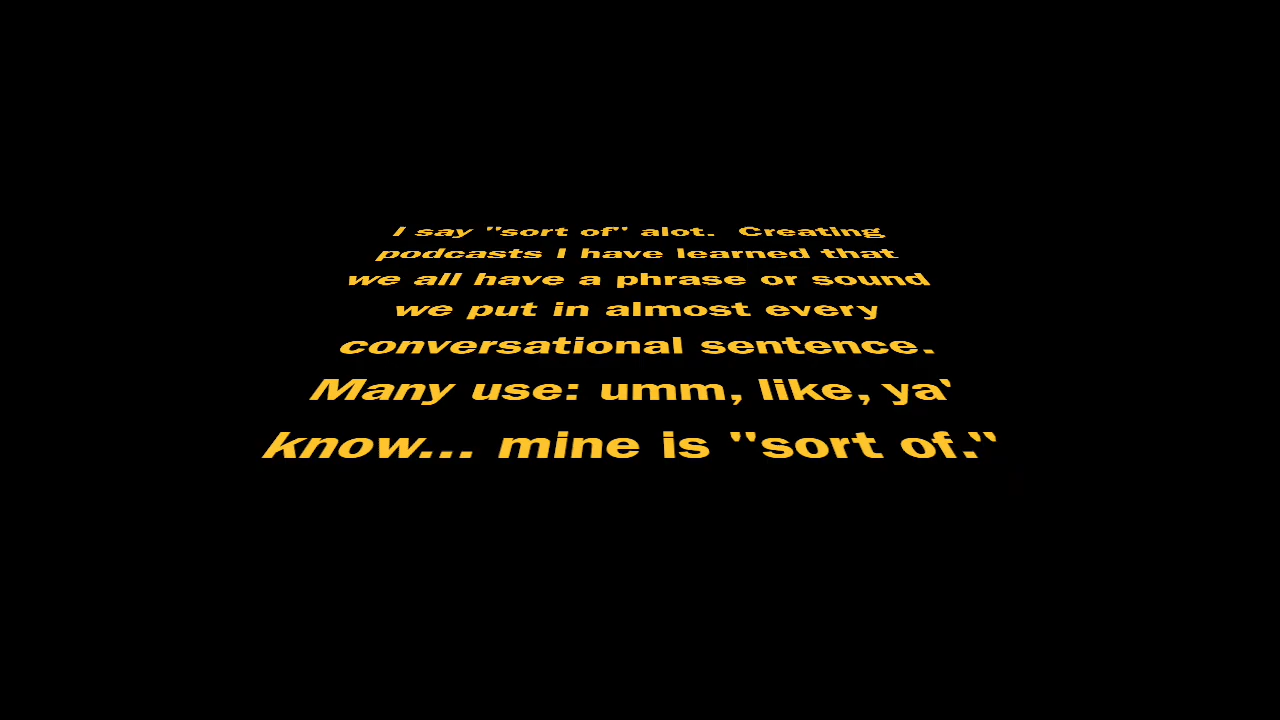 I say "sort of" alot.  Creating
podcasts I have learned that
we all have a phrase or sound
we put in almost every
conversational sentence.
Many use: umm, like, ya'
know... mine is "sort of."